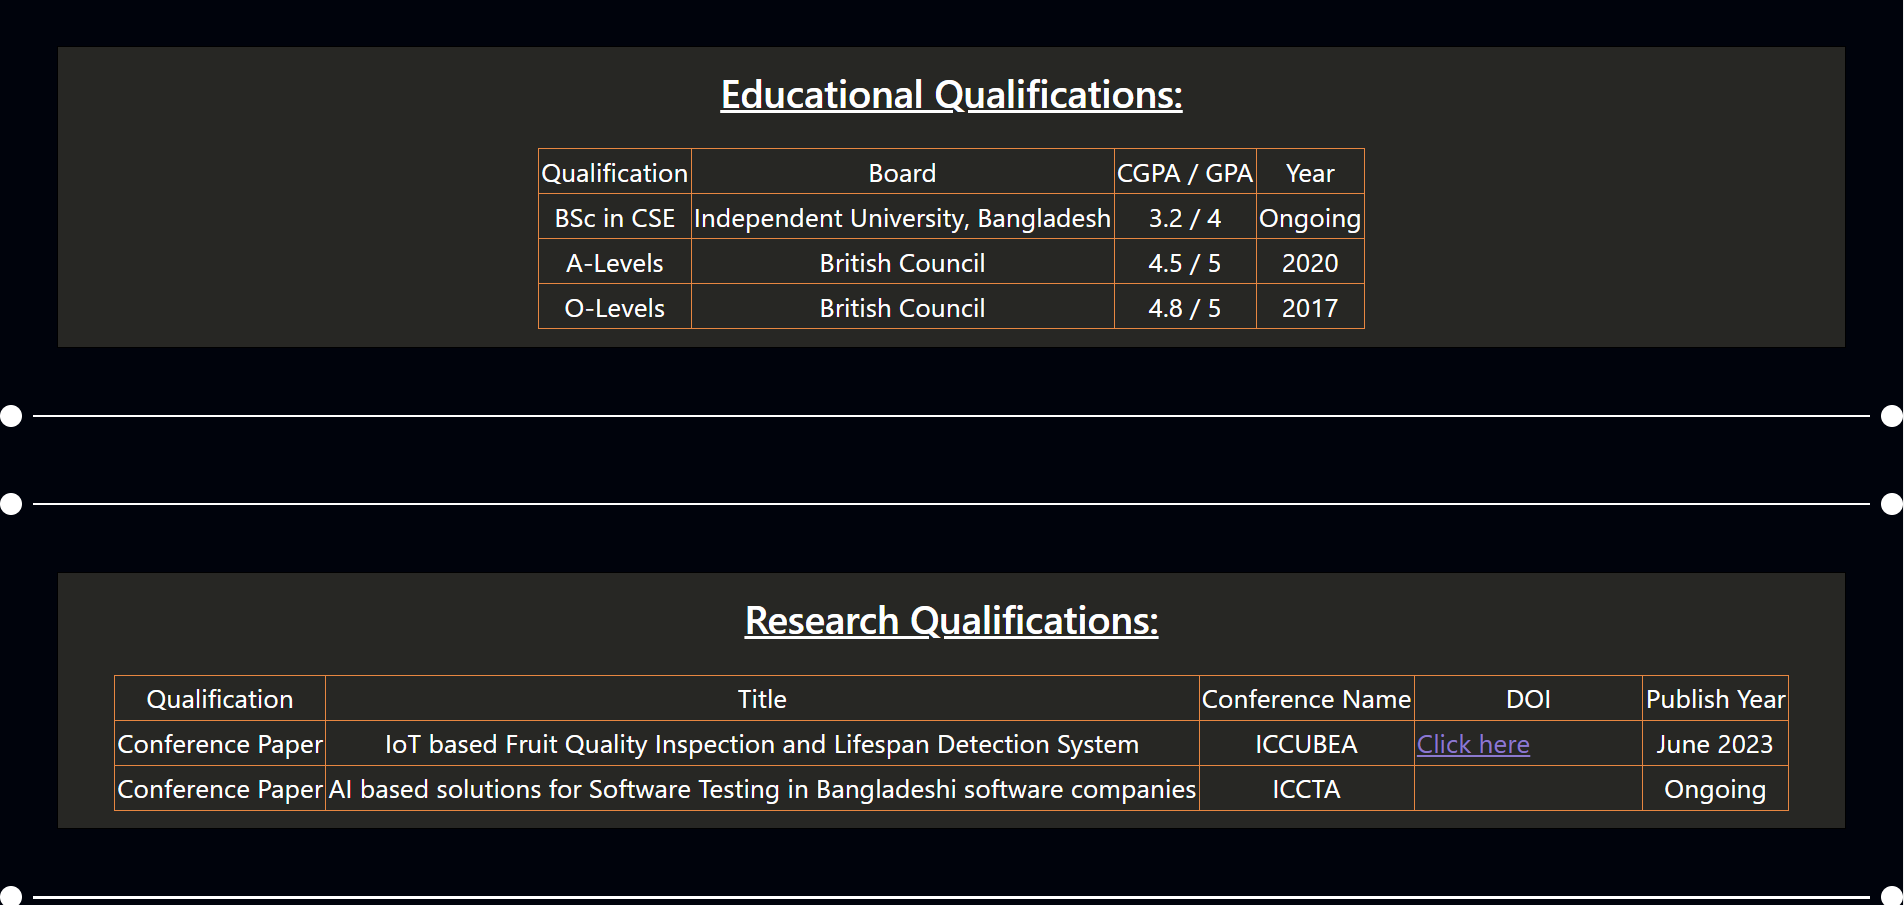 Educational Qualifications:
Qualification Board CGPA / GPA Year
BSc in CSE Independent University, Bangladesh 3.2 / 4 Ongoing
A-Levels British Council 4.5 / 5 2020
O-Levels British Council 4.8 / 5 2017
Research Qualifications:
Qualification Title Conference Name DOI Publish Year
Conference Paper IoT based Fruit Quality Inspection and Lifespan Detection System ICCUBEA Click here June 2023
Conference Paper AI based solutions for Software Testing in Bangladeshi software companies ICCTA Ongoing